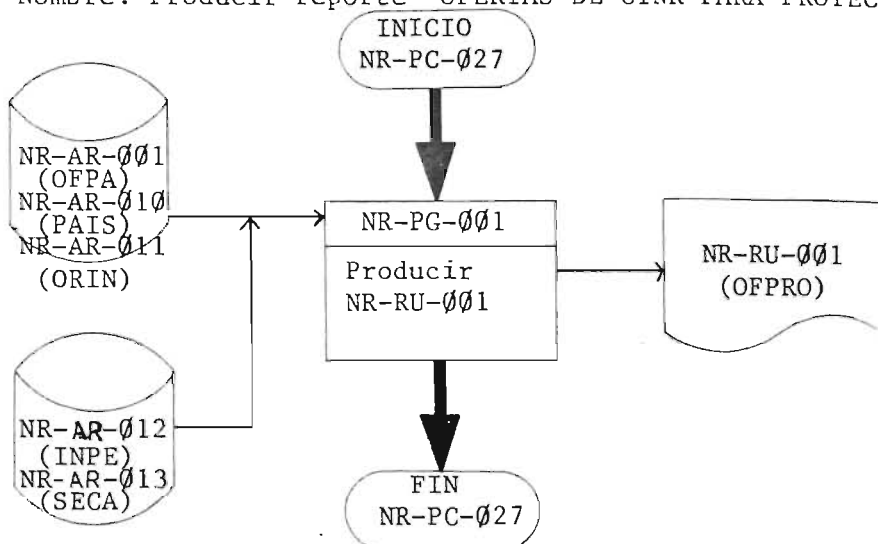 Nombre: Producir reporte "OFERTAS DE CTNR PARA PROYEC
INICIO
NR-PC-Ø27
NR-AR-ØØ1
(OFPA)
NR-AR-Ø1Ø
(PAIS)
NR-AR-Ø11
(ORIN)
NR-PG-ØØ1
Producir
NR-RU-ØØ1
NR-RU-ØØ1
(OFPRO)
NR-AR-Ø12
(INPE)
NR-AR-Ø13
(SECA)
FIN
NR-PC-Ø27